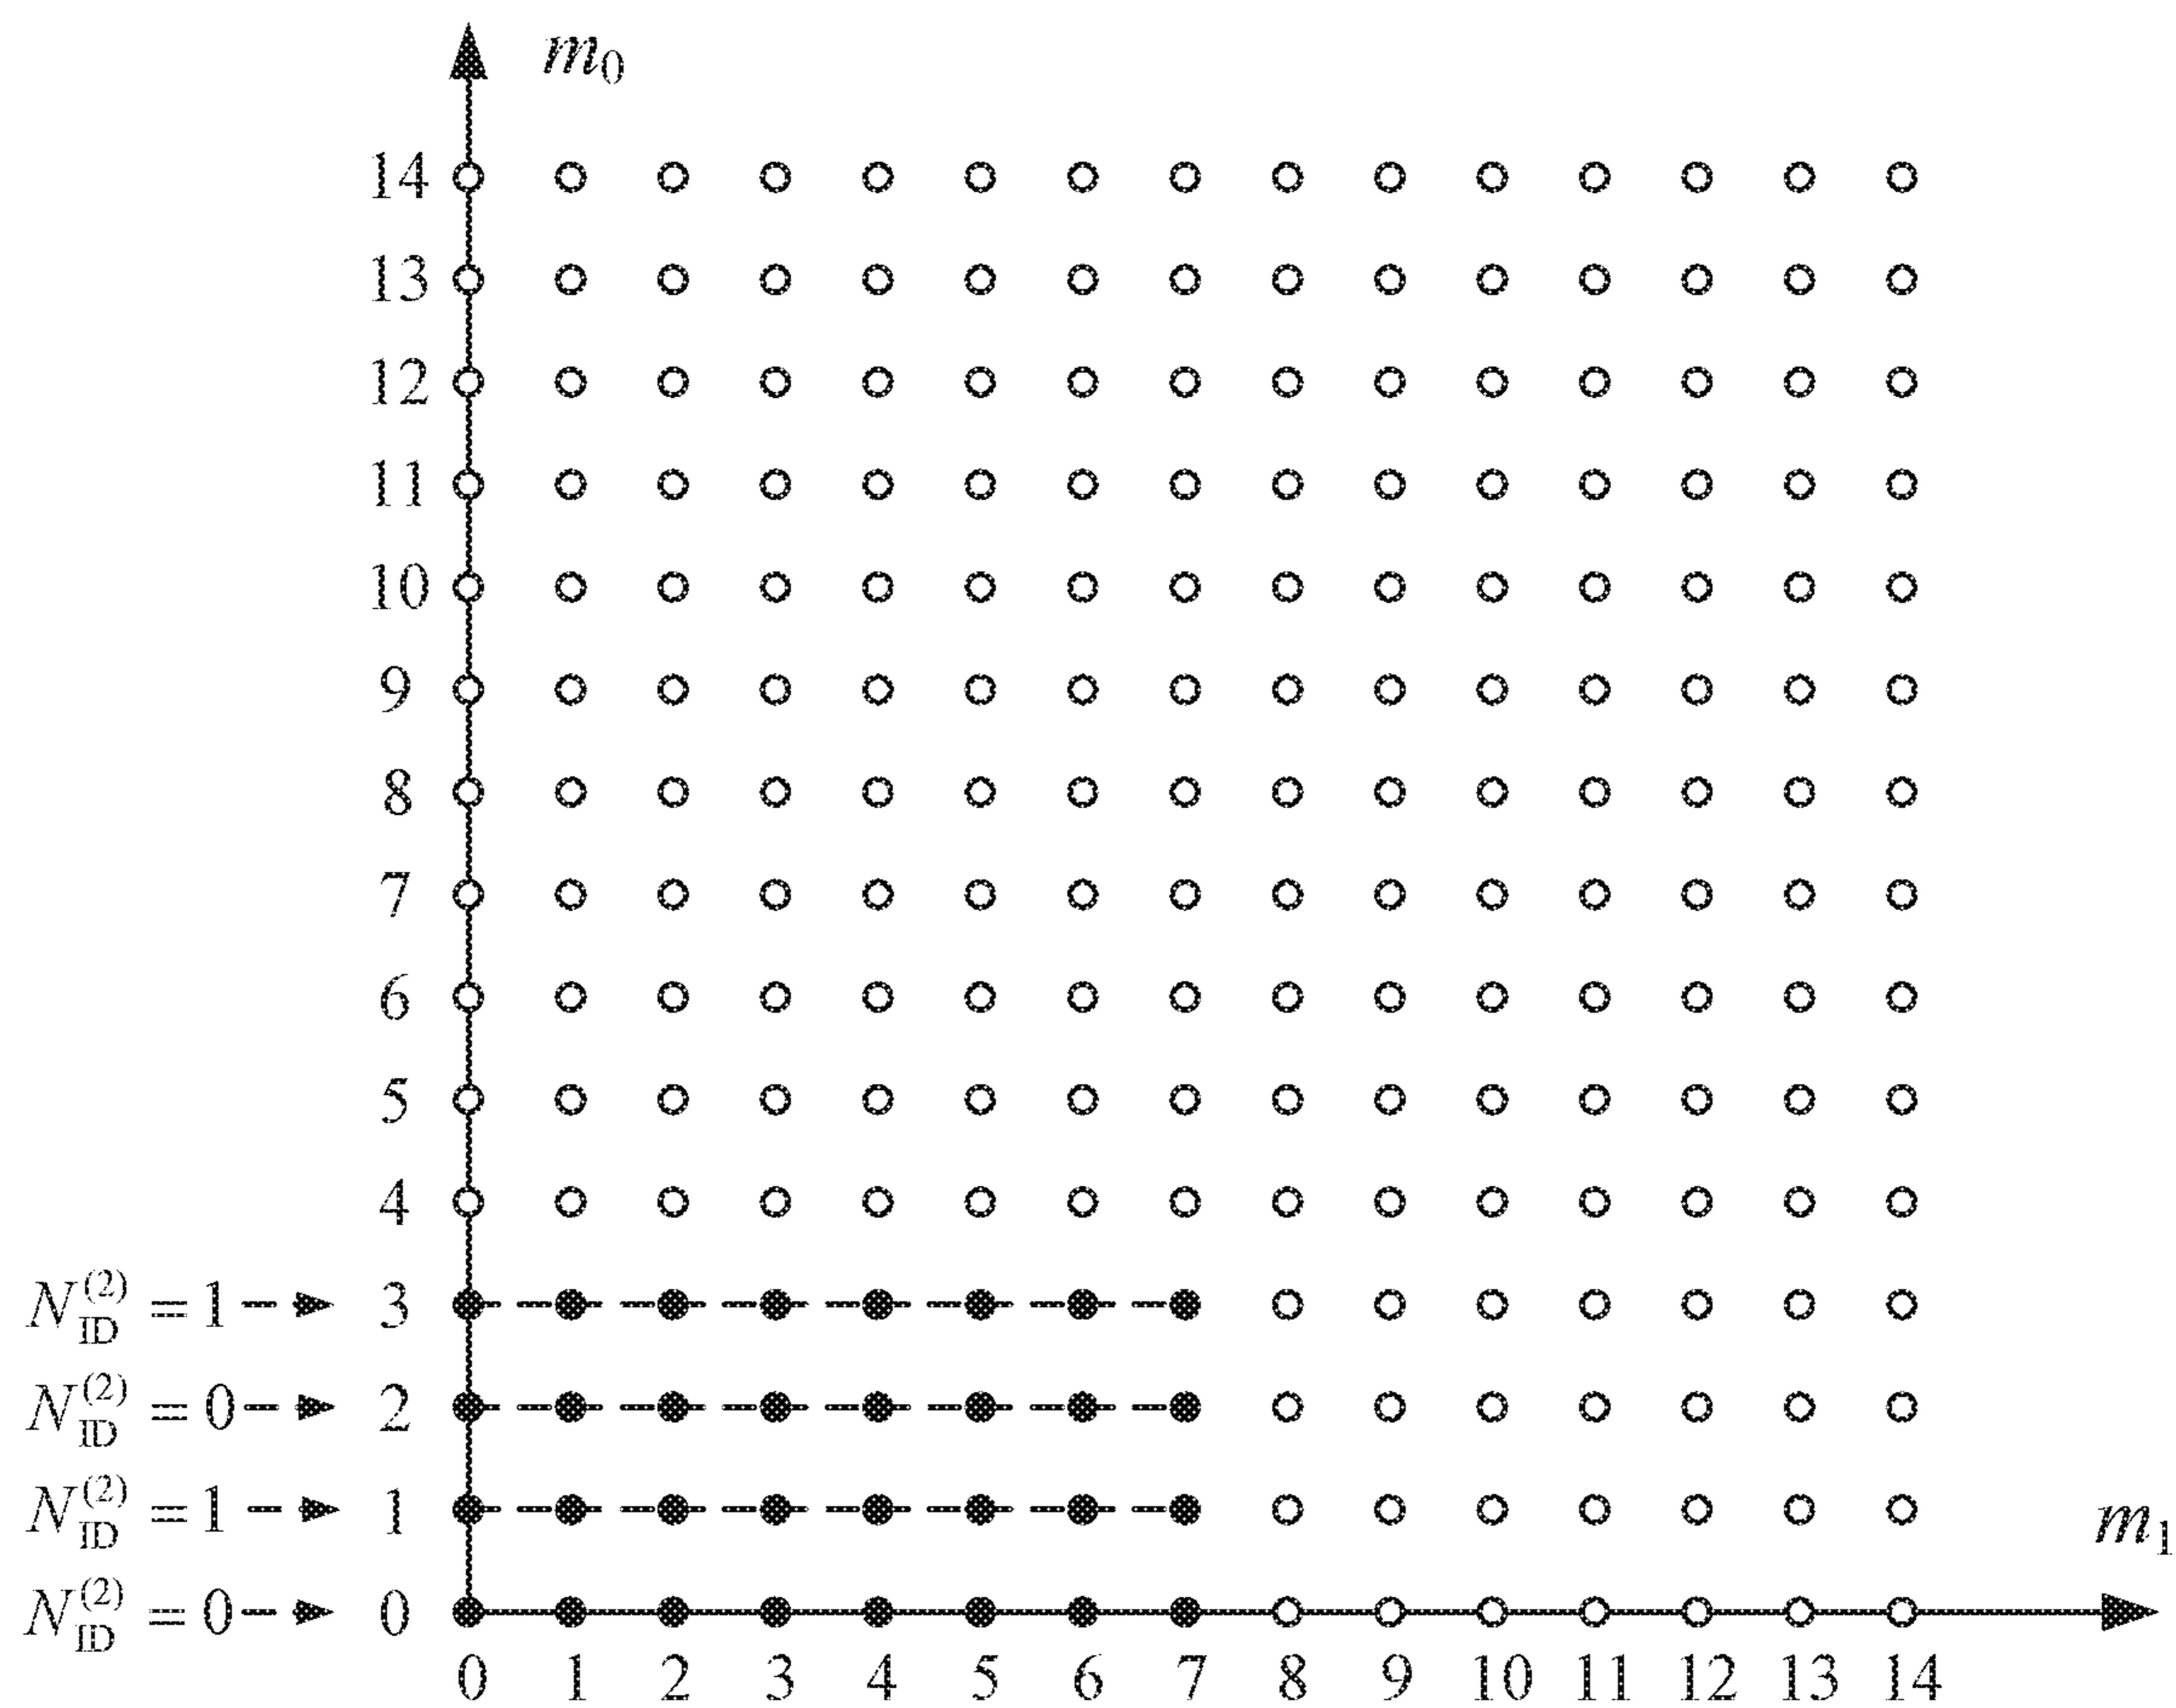 m₀
14
13
12
11
10
9
8
7
6
5
4
N_ID^(2) = 1 3
N_ID^(2) = 0 2
N_ID^(2) = 1 1
m₁
N_ID^(2) = 0 0
0 1 2 3 4 5 6 7 8 9 10 11 12 13 14